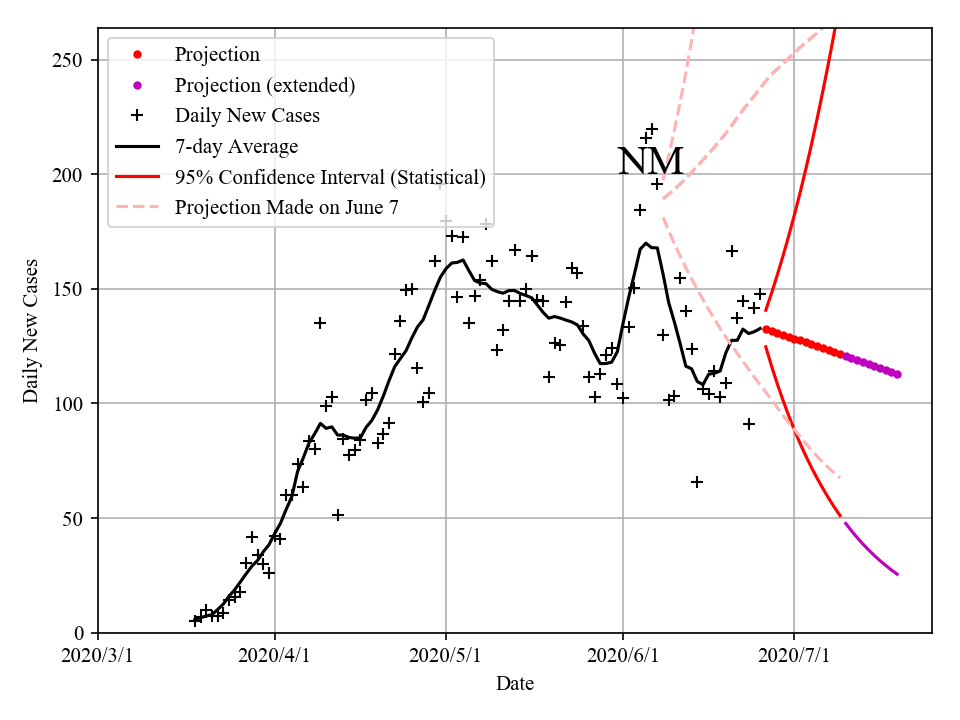 250
200
150
100
50
0
Daily New Cases
Projection
Projection (extended)
Daily New Cases
7-day Average
95% Confidence Interval (Statistical)
Projection Made on June 7
NM
2020/3/1 2020/4/1 2020/5/1 2020/6/1 2020/7/1
Date